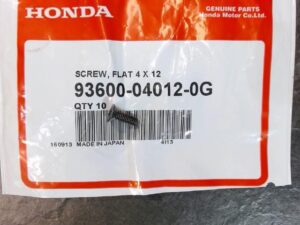 HONDA
GENUINE PARTS
Honda Motor Co.,Ltd.
SCREW, FLAT 4 X 12
93600-04012-0G
QTY 10
160913 MADE IN JAPAN 4I15